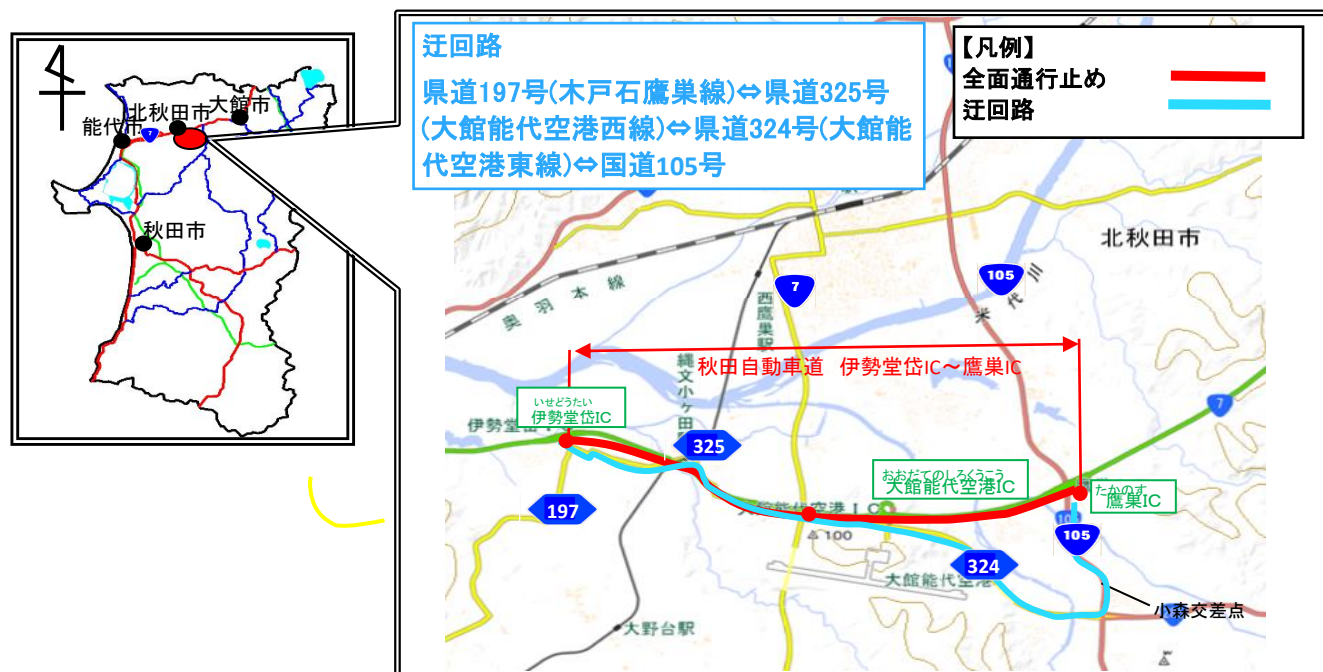 迂回路
県道197号(木戸石鷹巣線)⇔県道325号
(大館能代空港西線)⇔県道324号(大館能
代空港東線)⇔国道105号
【凡例】
全面通行止め
迂回路
大館市
北秋田市
能代市
7
秋田市
北秋田市
105
7
米代川
奥羽本線
西鷹巣駅
縄文小ヶ田駅
秋田自動車道 伊勢堂岱IC~鷹巣IC
いせどうたい
伊勢堂岱IC
伊勢堂岱IC
325
7
おおだてのしろくうこう
大館能代空港IC
たかのす
鷹巣IC
197
大館能代空港IC
100
105
324
大館能代空港
小森交差点
大野台駅